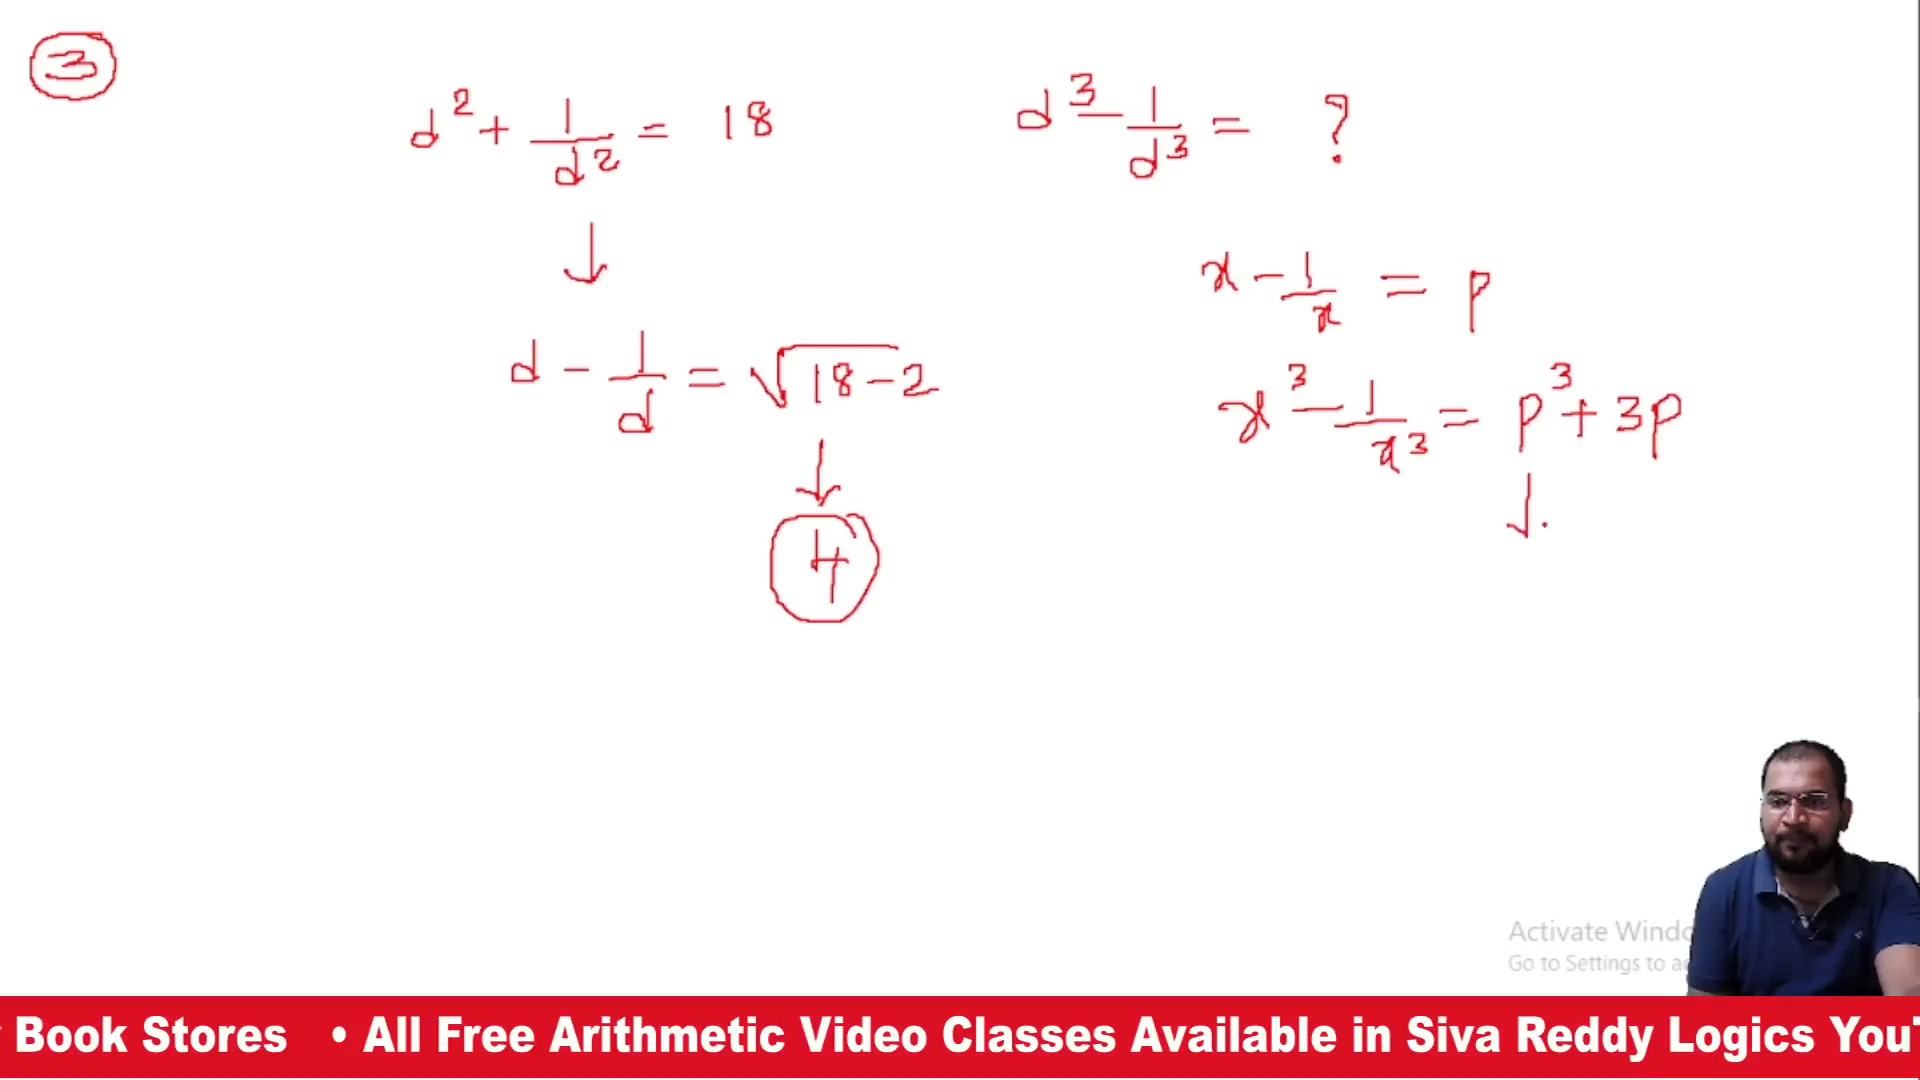 3
d² + 1/d² = 18
d³ - 1/d³ = ?
d - 1/d = √18-2
4
x - 1/x = p
x³ - 1/x³ = p³ + 3p
Activate Windo
Go to Settings to a
Book Stores • All Free Arithmetic Video Classes Available in Siva Reddy Logics You